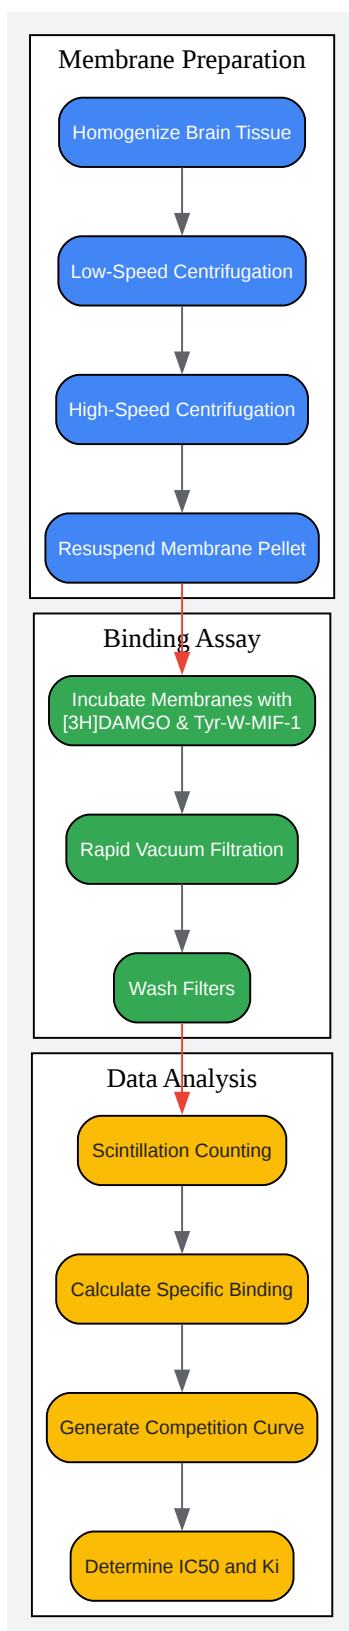 Membrane Preparation
Homogenize Brain Tissue
Low-Speed Centrifugation
High-Speed Centrifugation
Resuspend Membrane Pellet
Binding Assay
Incubate Membranes with
[3H]DAMGO & Tyr-W-MIF-1
Rapid Vacuum Filtration
Wash Filters
Data Analysis
Scintillation Counting
Calculate Specific Binding
Generate Competition Curve
Determine IC50 and Ki